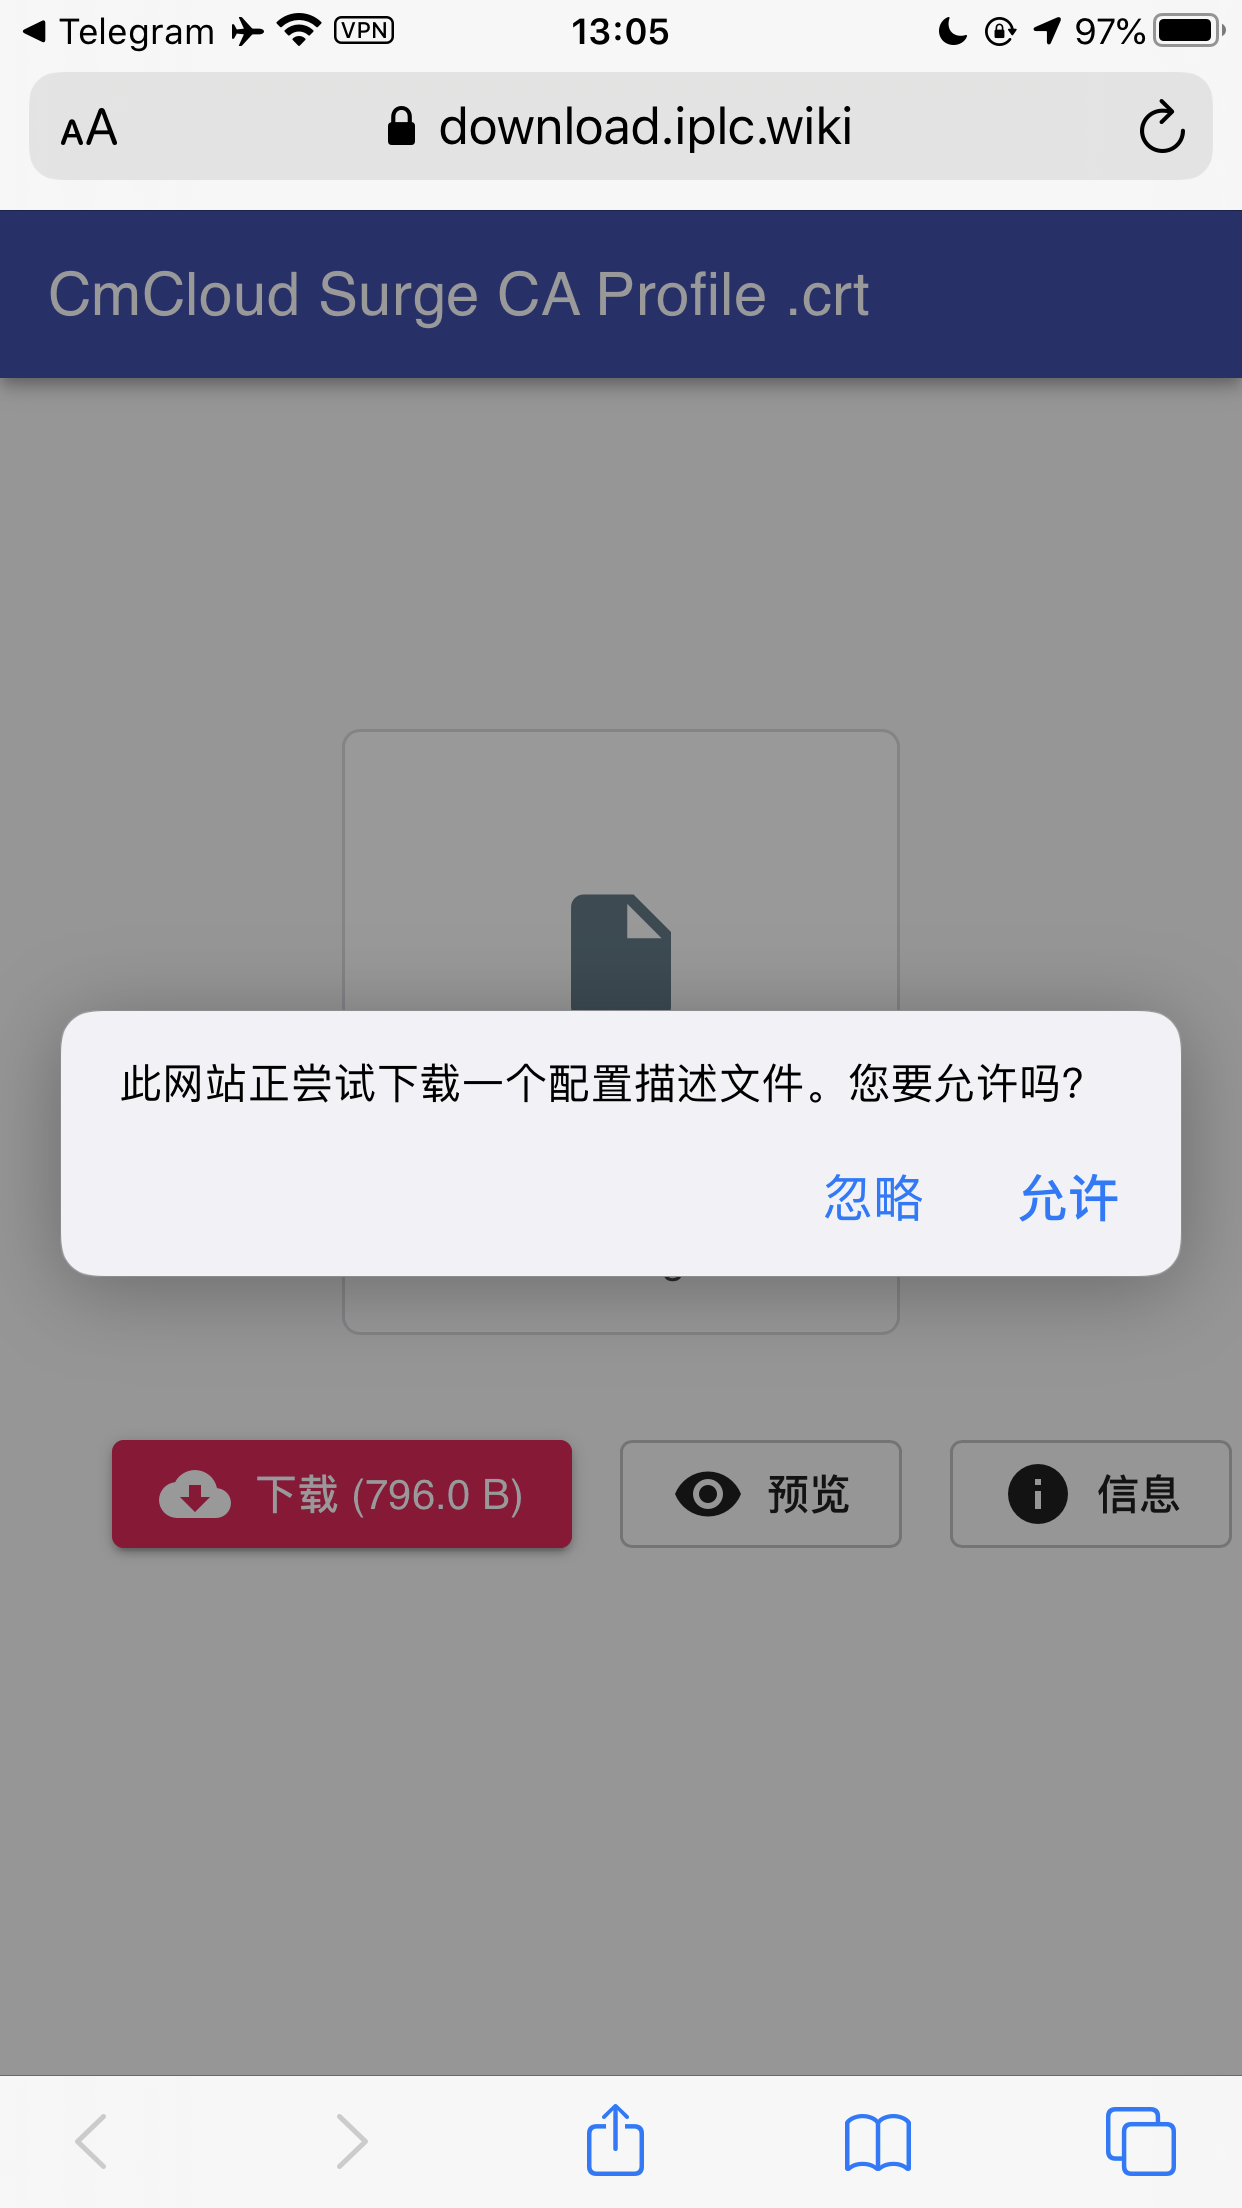 Telegram VPN 13:05 97%
AA download.iplc.wiki
CmCloud Surge CA Profile .crt
此网站正尝试下载一个配置描述文件。您要允许吗?
忽略 允许
下载 (796.0 B) 预览 信息